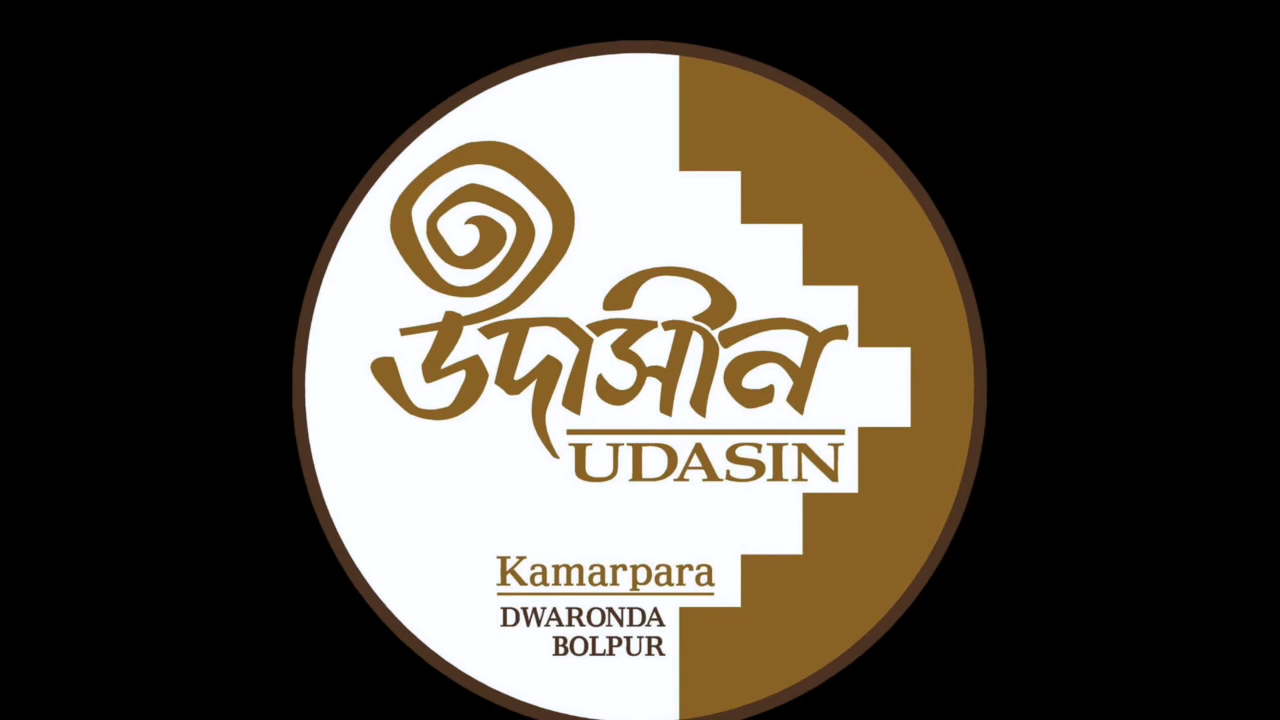 উদাসীন
UDASIN
Kamarpara
DWARONDA
BOLPUR